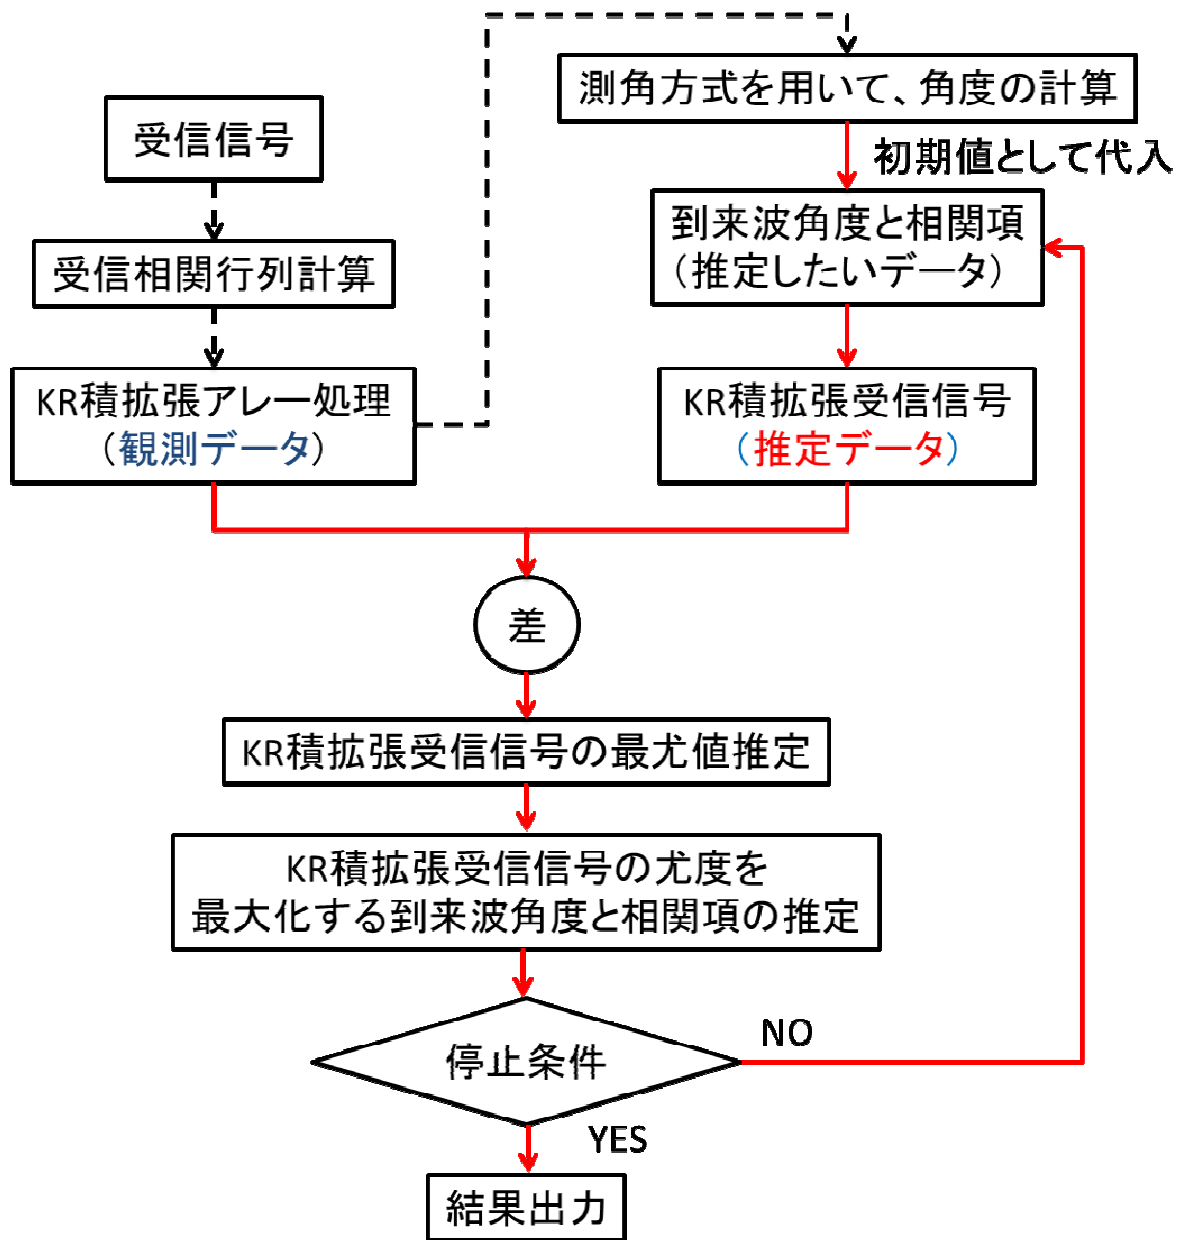 受信信号
受信相関行列計算
KR積拡張アレー処理
（観測データ）
測角方式を用いて、角度の計算
初期値として代入
到来波角度と相関項
（推定したいデータ）
KR積拡張受信信号
（推定データ）
差
KR積拡張受信信号の最尤値推定
KR積拡張受信信号の尤度を
最大化する到来波角度と相関項の推定
停止条件
NO
YES
結果出力